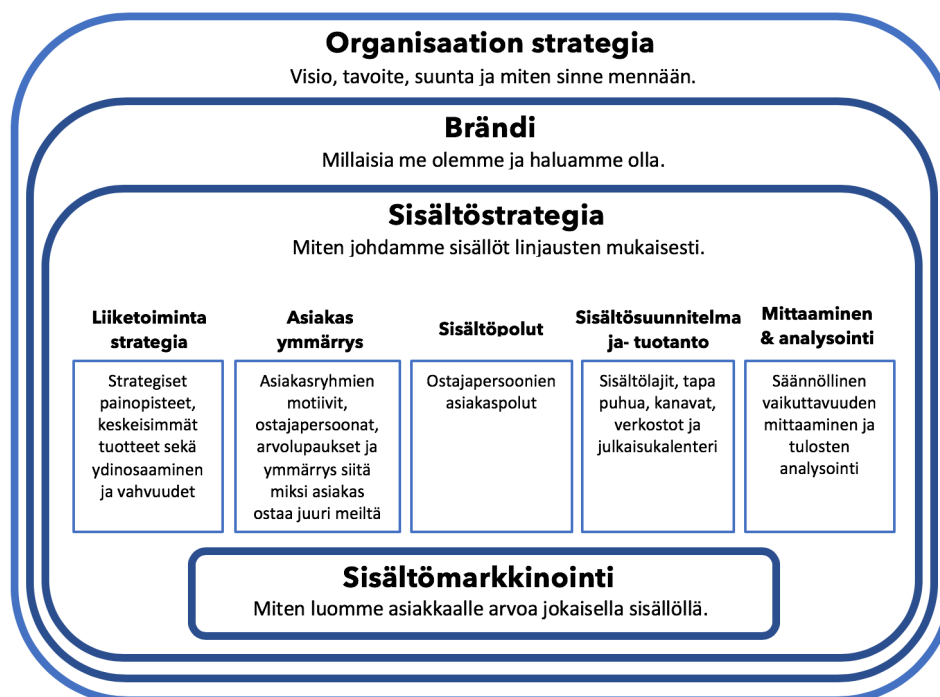 Organisaation strategia
Visio, tavoite, suunta ja miten sinne mennään.
Brändi
Millaisia me olemme ja haluamme olla.
Sisältöstrategia
Miten johdamme sisällöt linjausten mukaisesti.
Liiketoiminta
strategia
Strategiset
painopisteet,
keskeisimmät
tuotteet sekä
ydinosaaminen
ja vahvuudet
Asiakas
ymmärrys
Asiakasryhmien
motiivit,
ostajapersoonat,
arvolupaukset ja
ymmärrys siitä
miksi asiakas
ostaa juuri meiltä
Sisältöpolut
Ostajapersoonien
asiakaspolut
Sisältösuunnitelma
ja- tuotanto
Sisältölajit, tapa
puhua, kanavat,
verkostot ja
julkaisukalenteri
Mittaaminen
& analysointi
Säännöllinen
vaikuttavuuden
mittaaminen ja
tulosten
analysointi
Sisältömarkkinointi
Miten luomme asiakkaalle arvoa jokaisella sisällöllä.